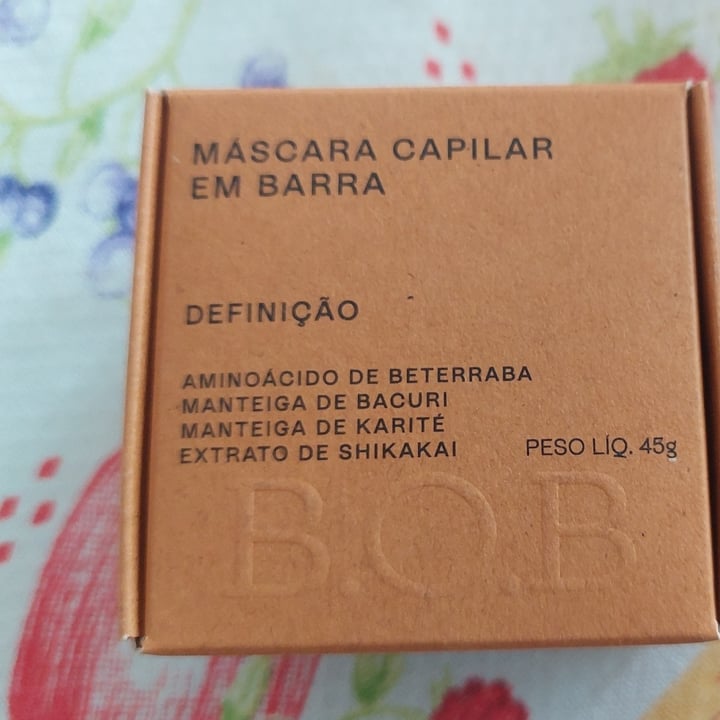 MÁSCARA CAPILAR
EM BARRA
DEFINIÇÃO
AMINOÁCIDO DE BETERRABA
MANTEIGA DE BACURI
MANTEIGA DE KARITÉ
EXTRATO DE SHIKAKAI
PESO LÍQ. 45g
B.O.B